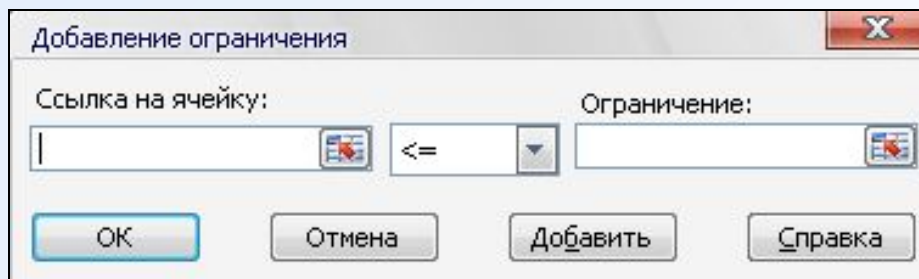 Добавление ограничения
Ссылка на ячейку:
Ограничение:
<=
ОК
Отмена
Добавить
Справка